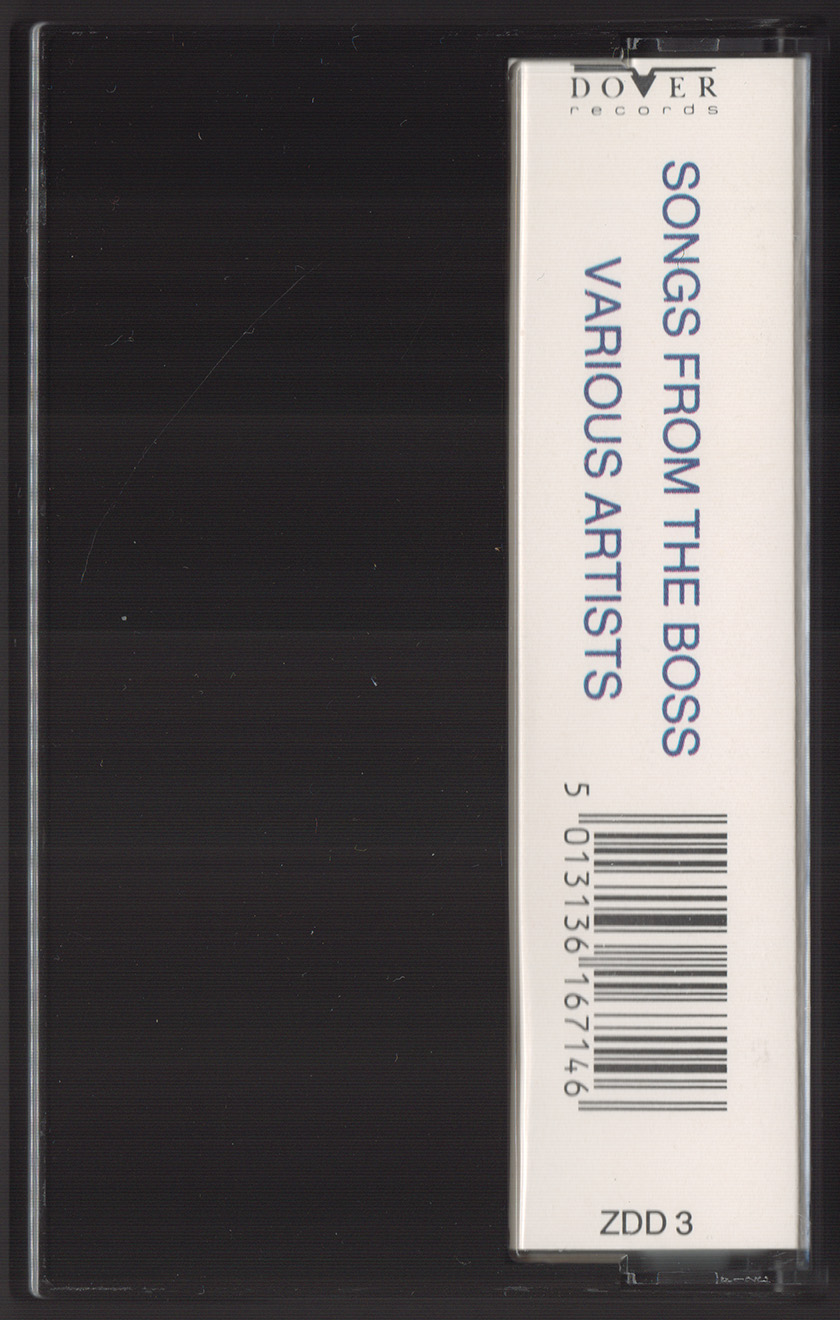 DOVER
records
SONGS FROM THE BOSS
VARIOUS ARTISTS
5 013136 167146
ZDD 3